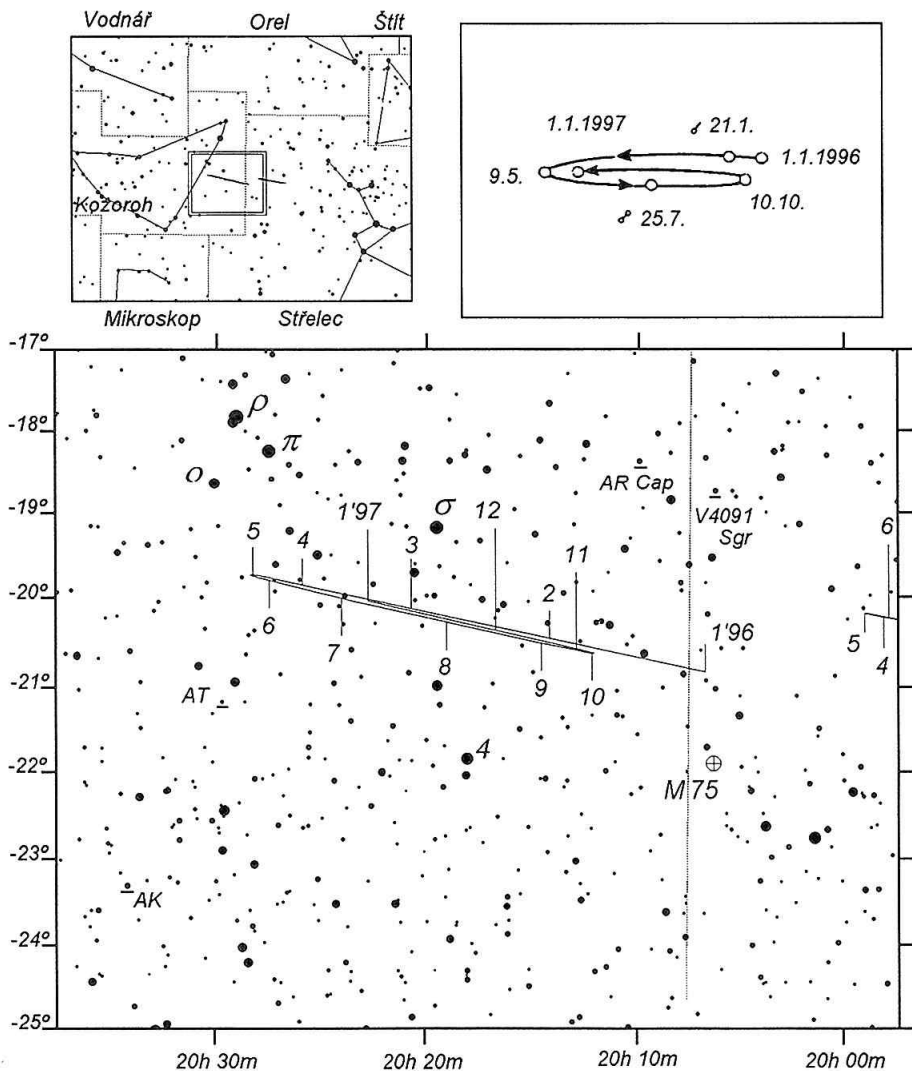 Vodnář Orel Štít
Kozoroh
Mikroskop Střelec
1.1.1997 21.1.
1.1.1996
9.5.
10.10.
25.7.
-17°
-18°
-19°
-20°
-21°
-22°
-23°
-24°
-25°
ρ
π
ο
σ
AR Cap
V4091
Sgr
5 4 1'97 3 12 11 2 1'96
6 7 8 9 10
6
5 4
AT
4
M 75
AK
20h 30m 20h 20m 20h 10m 20h 00m